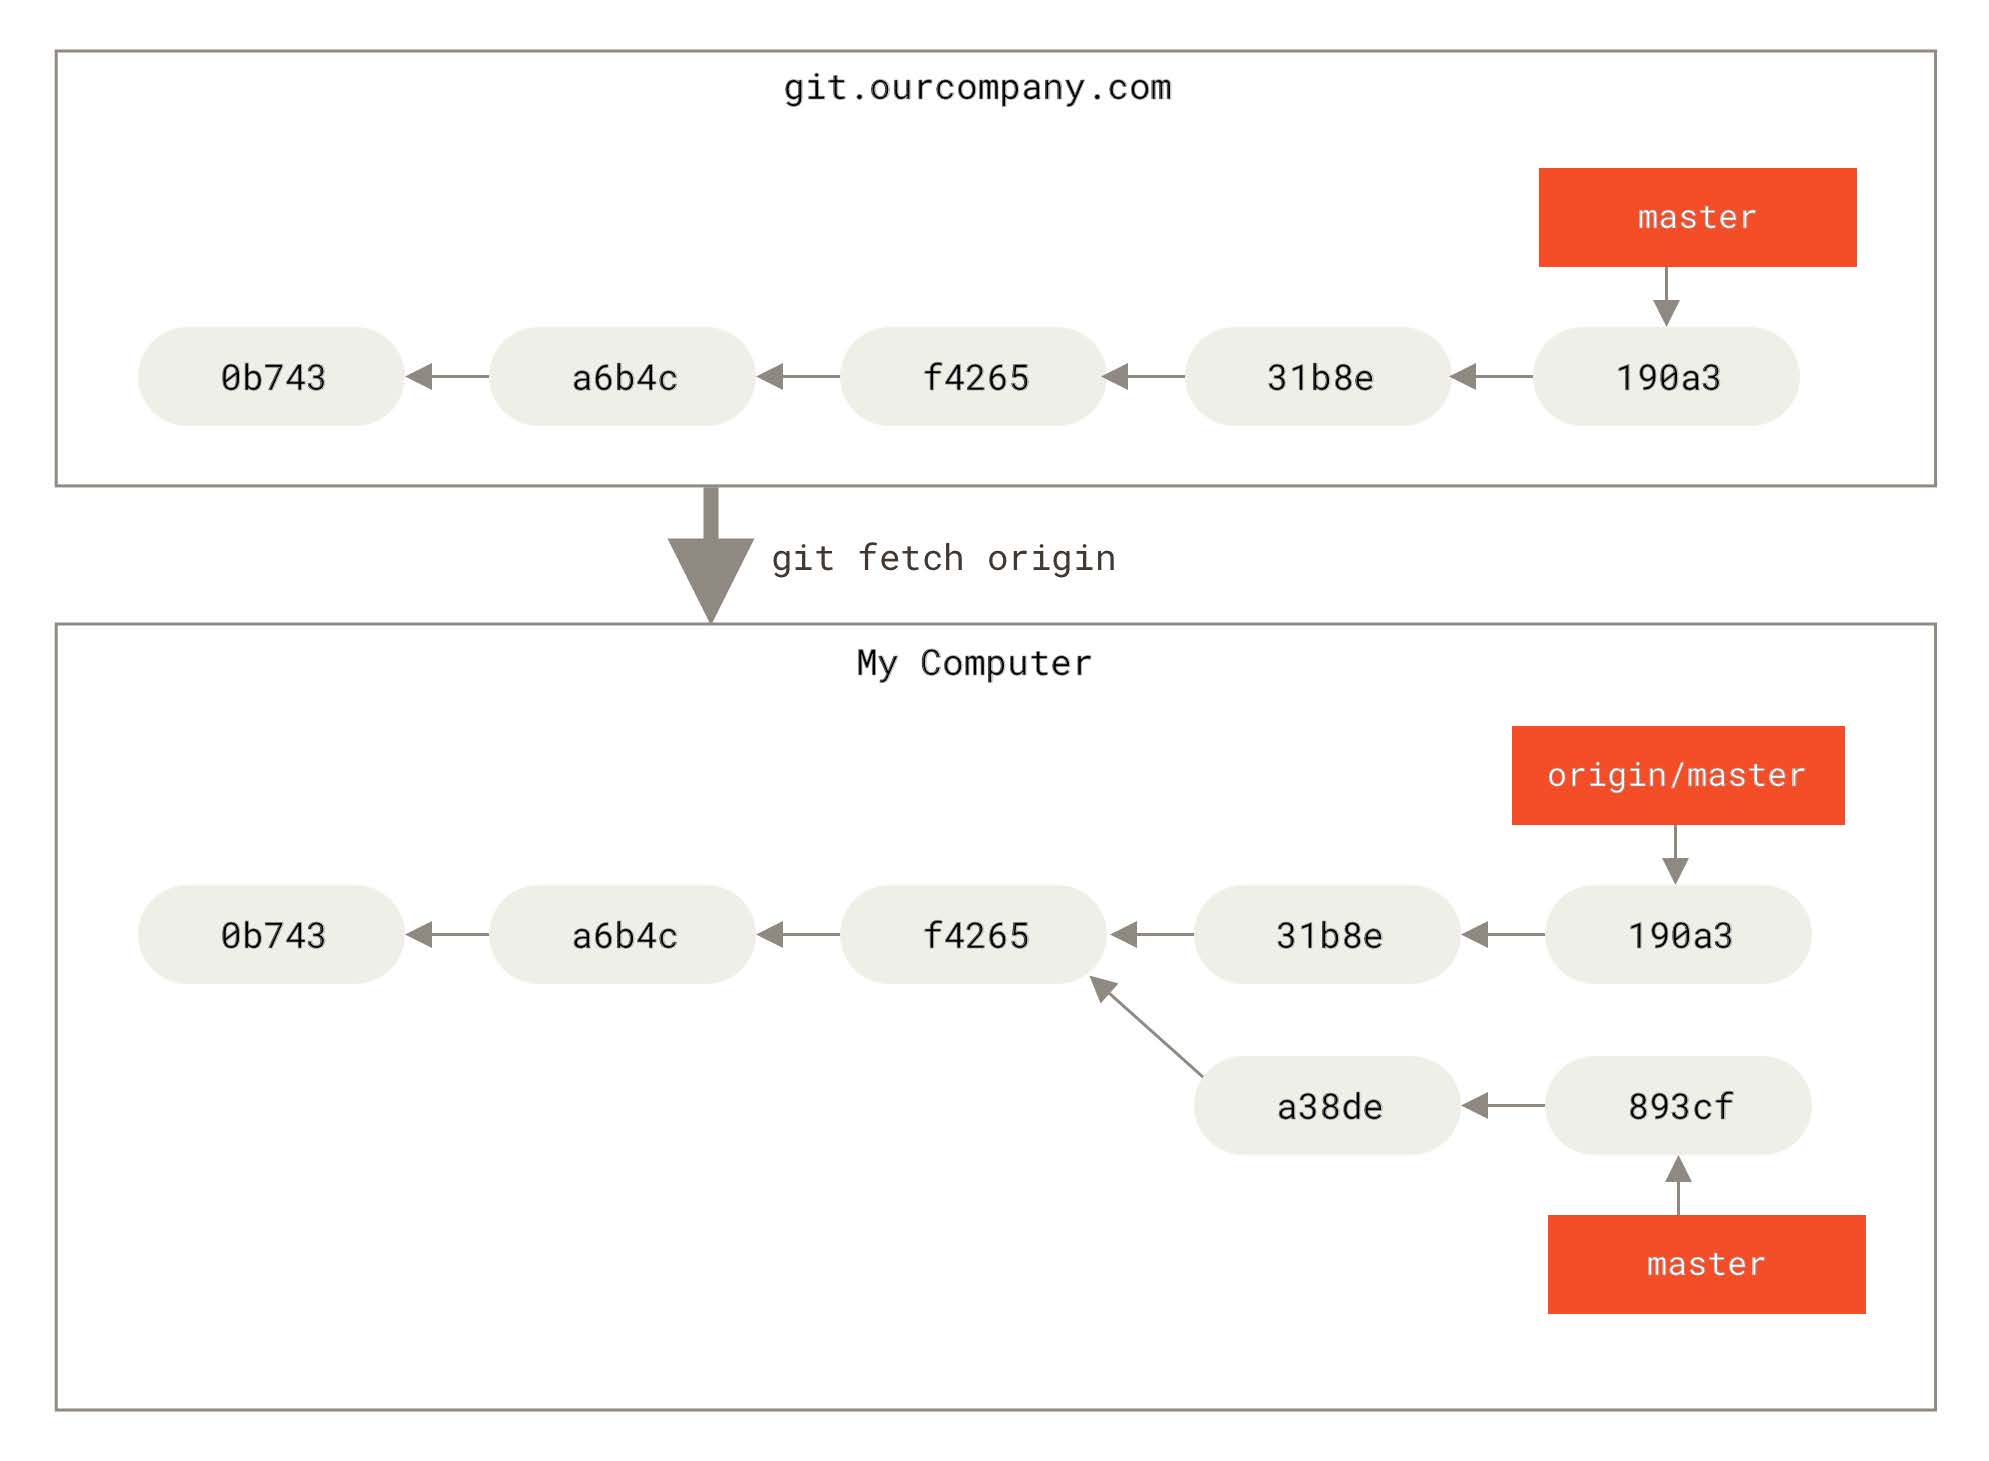 git.ourcompany.com
master
0b743
a6b4c
f4265
31b8e
190a3
git fetch origin
My Computer
origin/master
0b743
a6b4c
f4265
31b8e
190a3
a38de
893cf
master